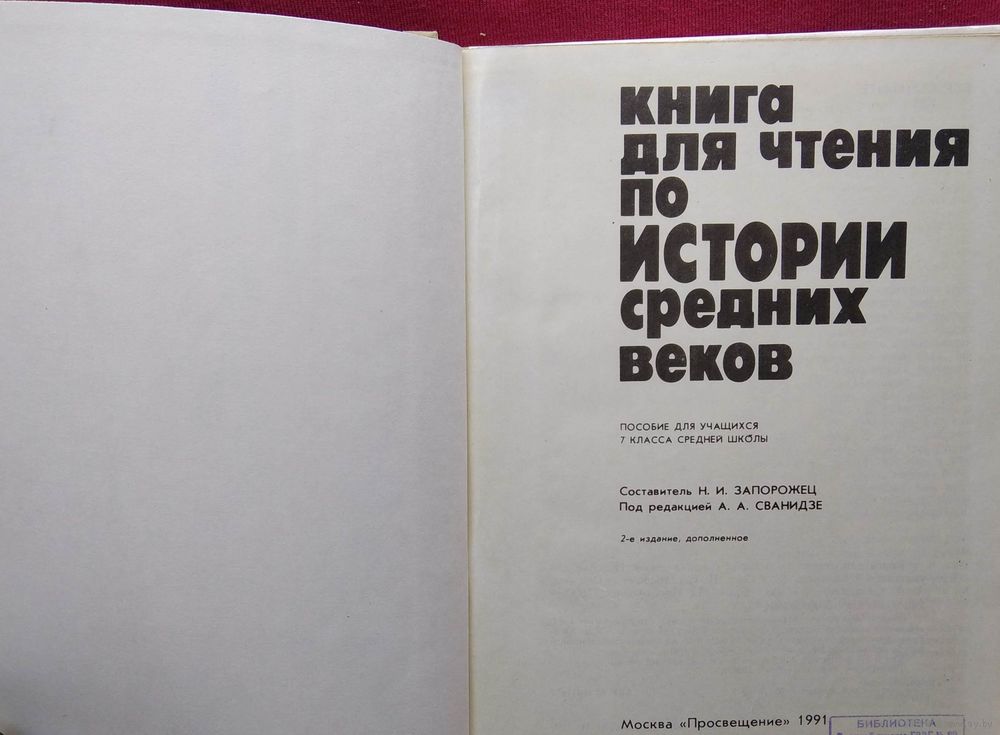 книга
для чтения
по
ИСТОРИИ
средних
веков
ПОСОБИЕ ДЛЯ УЧАЩИХСЯ
7 КЛАССА СРЕДНЕЙ ШКОЛЫ
Составитель Н. И. ЗАПОРОЖЕЦ
Под редакцией А. А. СВАНИДЗЕ
2-е издание, дополненное
Москва «Просвещение» 1991
БИБЛИОТЕКА